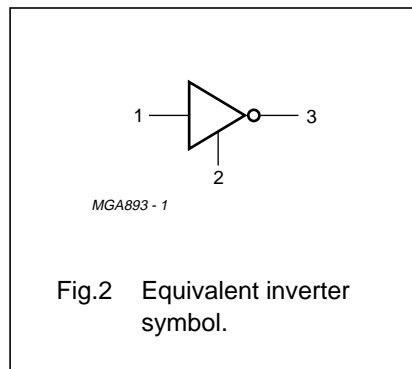 1
3
2
MGA893 - 1
Fig.2 Equivalent inverter
symbol.